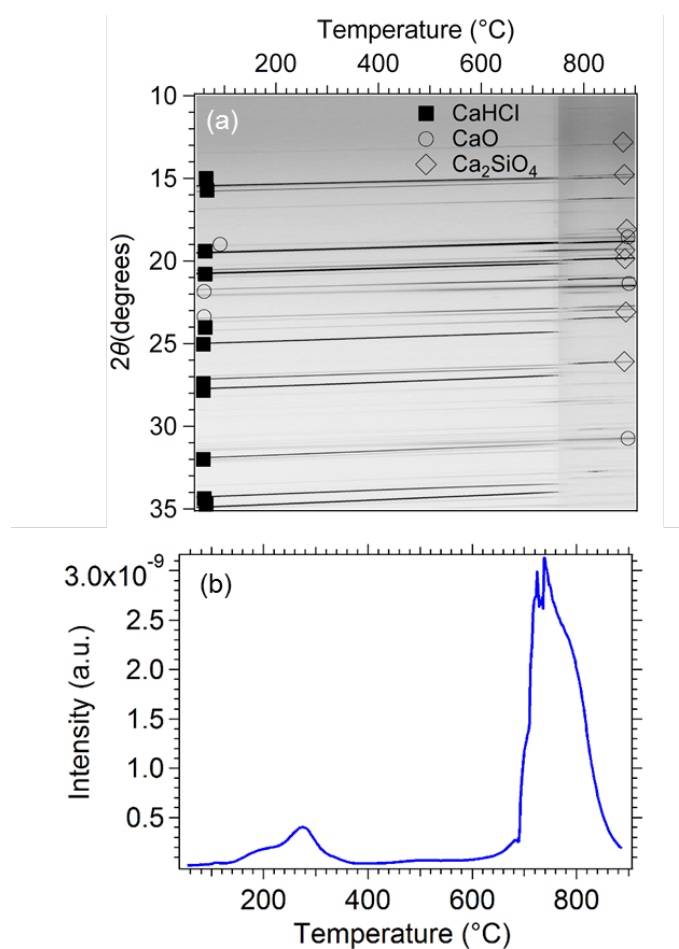 Temperature (°C)
200 400 600 800
10
(a)
CaHCl
CaO
Ca₂SiO₄
15
20
25
30
35
2θ(degrees)
3.0x10⁻⁹
(b)
2.5
2.0
1.5
1.0
0.5
Intensity (a.u.)
200 400 600 800
Temperature (°C)